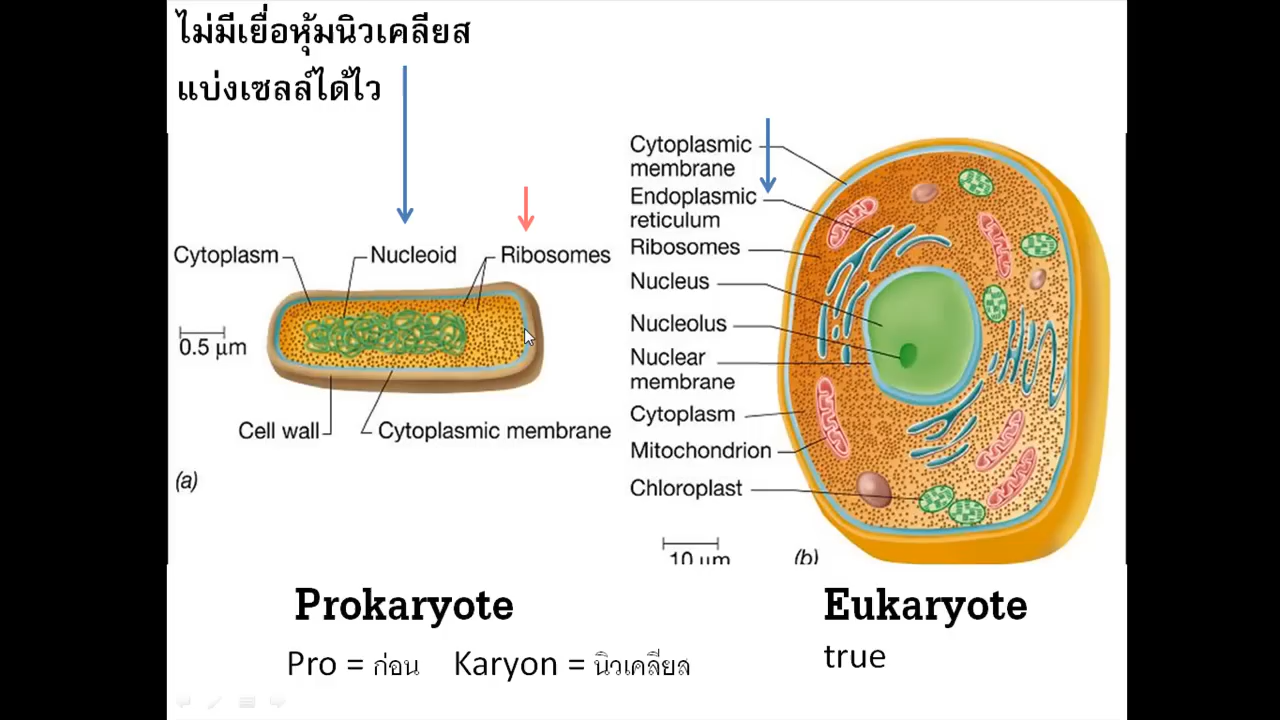 ไม่มีเยื่อหุ้มนิวเคลียส
แบ่งเซลล์ได้ไว
Cytoplasm
Nucleoid
Ribosomes
0.5 µm
Cell wall
Cytoplasmic membrane
(a)
Cytoplasmic
membrane
Endoplasmic
reticulum
Ribosomes
Nucleus
Nucleolus
Nuclear
membrane
Cytoplasm
Mitochondrion
Chloroplast
10 µm
(b)
Prokaryote
Eukaryote
Pro = ก่อน Karyon = นิวเคลียล
true